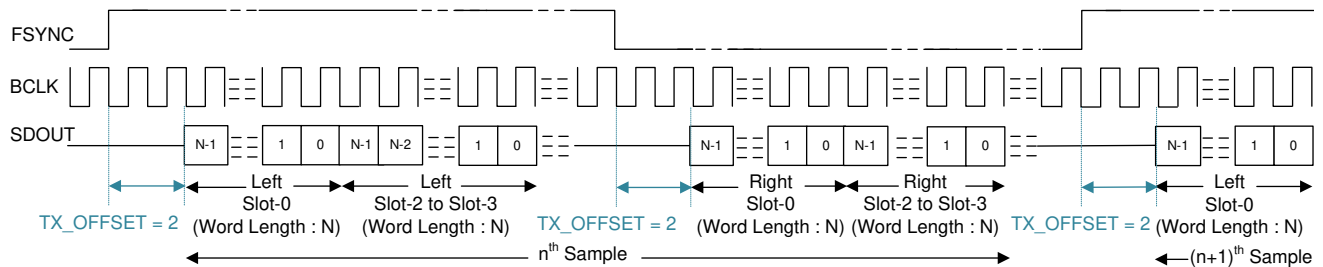 FSYNC
BCLK
SDOUT
N-1 1 0 N-1 N-2 1 0 N-1 1 0 N-1 1 0 N-1 1 0
Left Left Right Right Left
Slot-0 Slot-2 to Slot-3 Slot-0 Slot-2 to Slot-3 Slot-0
TX_OFFSET = 2 (Word Length : N) (Word Length : N) TX_OFFSET = 2 (Word Length : N) (Word Length : N) TX_OFFSET = 2 (Word Length : N)
nth Sample (n+1)th Sample